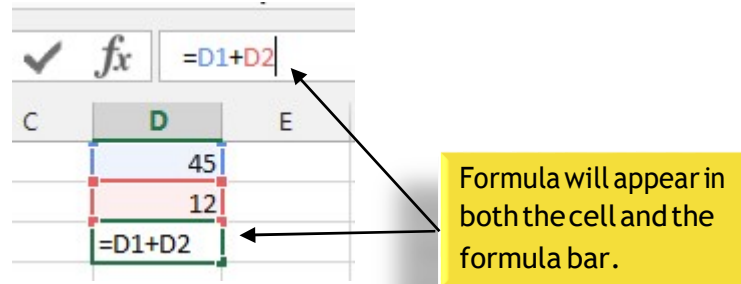 fx =D1+D2
C D E
45
12
=D1+D2
Formula will appear in
both the cell and the
formula bar.